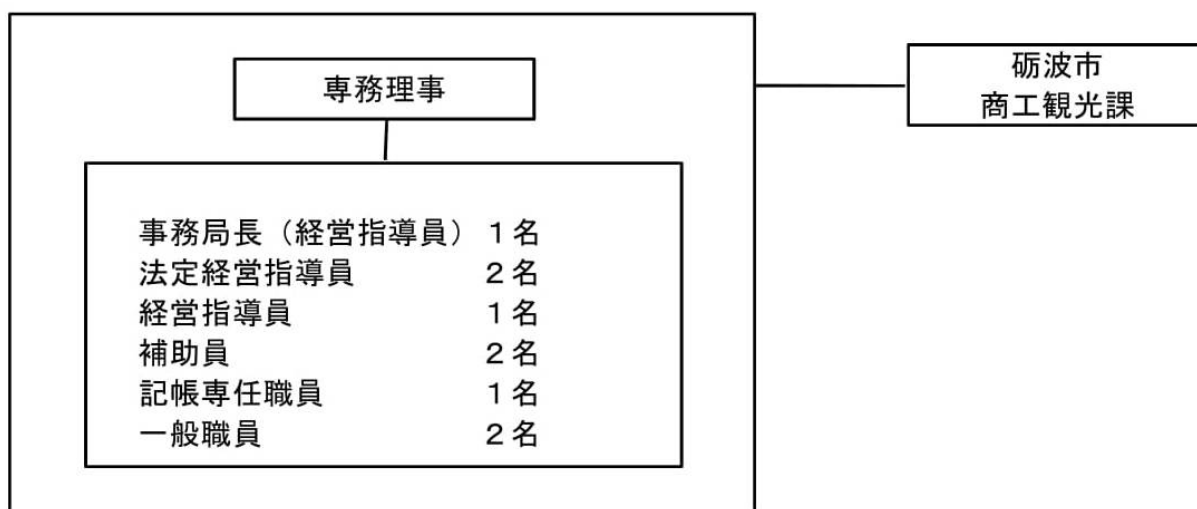 専務理事
砺波市
商工観光課
事務局長（経営指導員）１名
法定経営指導員　２名
経営指導員　１名
補助員　２名
記帳専任職員　１名
一般職員　２名